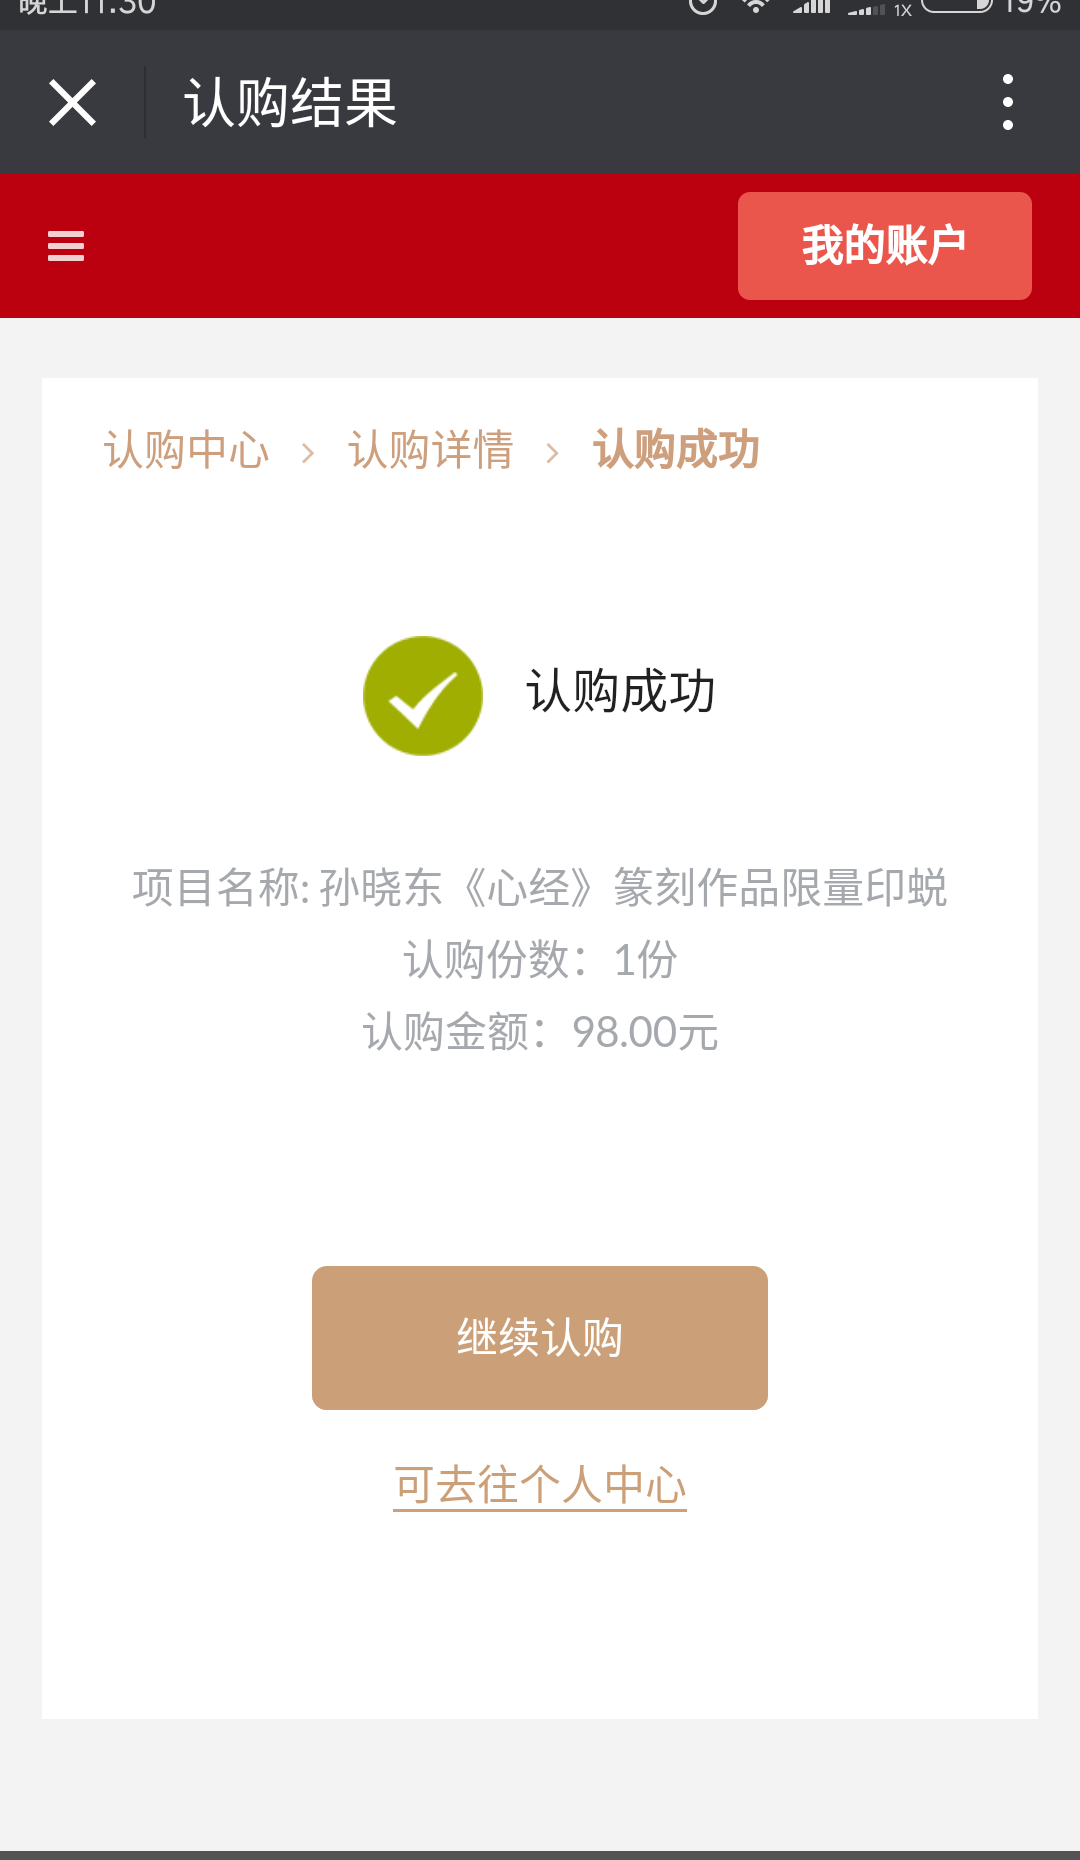 晚上11:30 1X 19%
认购结果
我的账户
认购中心 > 认购详情 > 认购成功
认购成功
项目名称: 孙晓东《心经》篆刻作品限量印蜕
认购份数：1份
认购金额：98.00元
继续认购
可去往个人中心